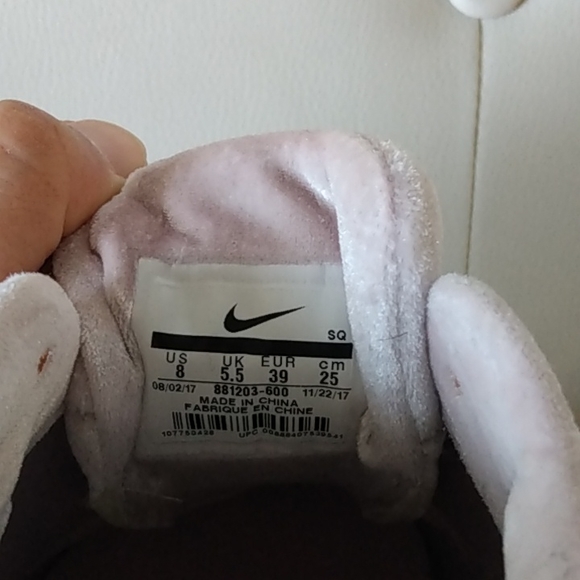 SQ
US UK EUR cm
8 5.5 39 25
08/02/17 881203-600 11/22/17
MADE IN CHINA
FABRIQUE EN CHINE
UPC